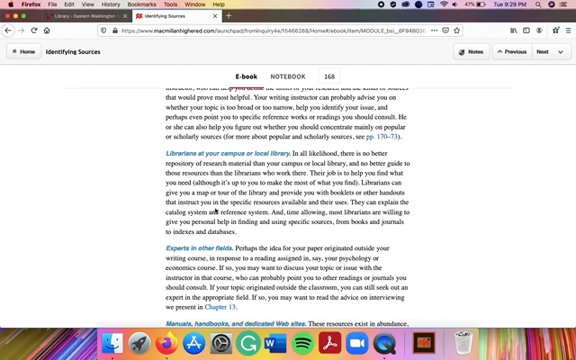 Firefox File Edit View History Bookmarks Tools Window Help Tue 9:29 PM
Library - Eastern Washington
Identifying Sources
https://www.macmillanhighered.com/launchpad/frominquiry4e/15466268/Home#/ebook/item/MODULE_bsi_
Home Identifying Sources Notes Previous Next
E-book NOTEBOOK 168
that would prove most helpful. Your writing instructor can probably advise you on
whether your topic is too broad or too narrow, help you identify your issue, and
perhaps even point you to specific reference works or readings you should consult.
He or she can also help you figure out whether you should concentrate mainly on popular
or scholarly sources (for more about popular and scholarly sources, see pp. 170–73).
Librarians at your campus or local library. In all likelihood, there is no better
repository of research material than your campus or local library, and no better guide to
those resources than the librarians who work there. Their job is to help you find what
you need (although it's up to you to make the most of what you find). Librarians can
give you a map or tour of the library and provide you with booklets or other handouts
that instruct you in the specific resources available and their uses. They can explain the
catalog system and reference system. And, time allowing, most librarians are willing to
give you personal help in finding and using specific sources, from books and journals
to indexes and databases.
Experts in other fields. Perhaps the idea for your paper originated outside your
writing course, in response to a reading assigned in, say, your psychology or
economics course. If so, you may want to discuss your topic or issue with the
instructor in that course, who can probably point you to other readings or journals you
should consult. If your topic originated outside the classroom, you can still seek out an
expert in the appropriate field. If so, you may want to read the advice on interviewing
we present in Chapter 13.
Manuals, handbooks, and dedicated Web sites. These resources exist in abundance,